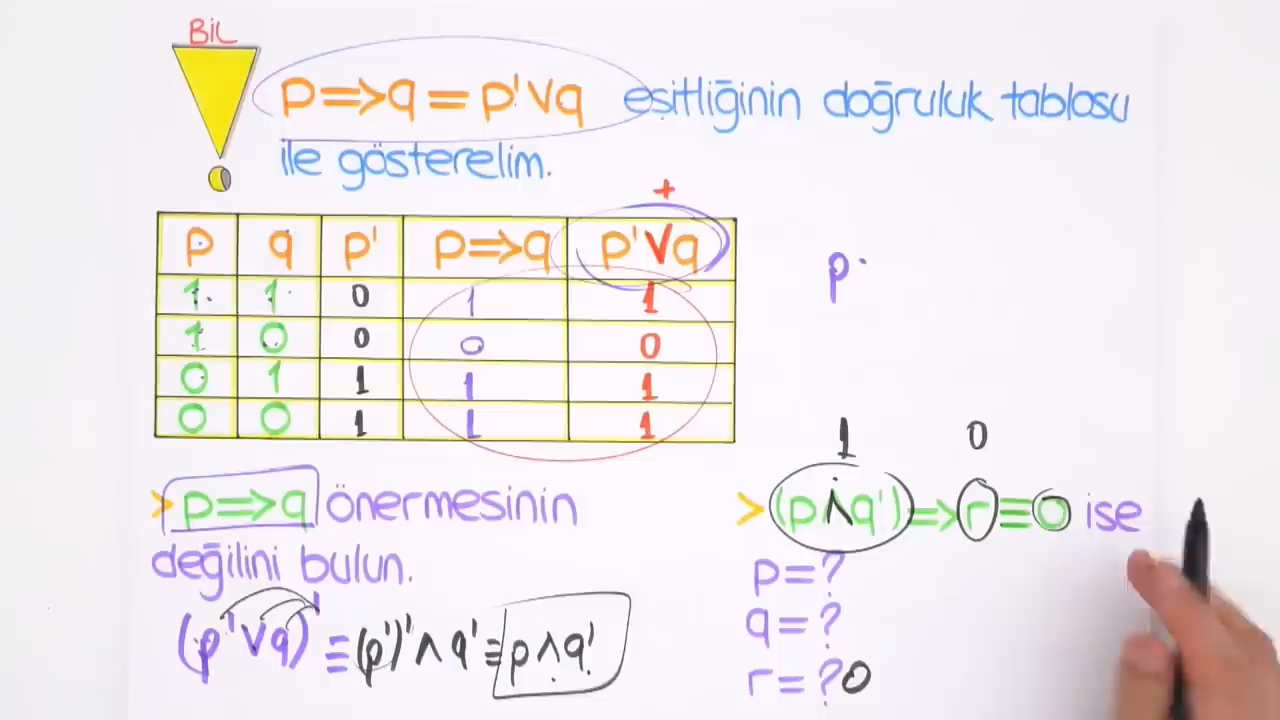 BİL
p⇒q = p'∨q eşitliğinin doğruluk tablosu
ile gösterelim.
+
p q p' p⇒q p'∨q
1 1 0 1 1
1 0 0 0 0
0 1 1 1 1
0 0 1 1 1
p
> p⇒q önermesinin
değilini bulun.
(p'∨q)' ≡ (p')'∧q' ≡ p∧q'
1 0
> (p∧q')⇒r≡0 ise
p=?
q=?
r=?0